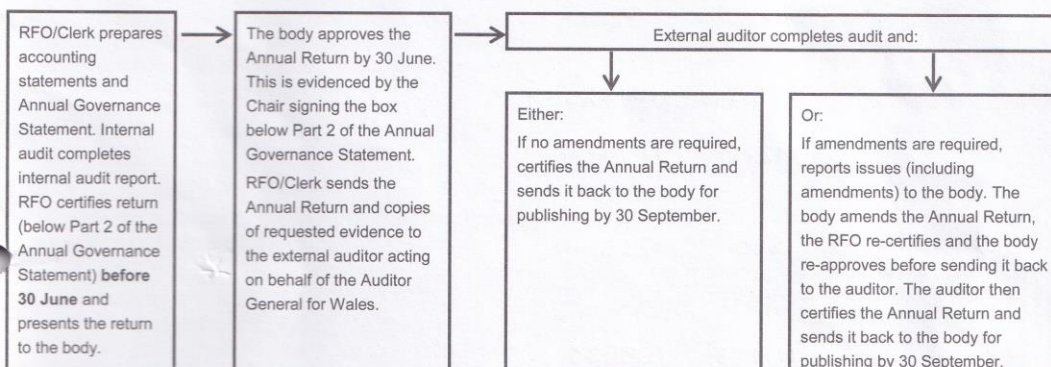 RFO/Clerk prepares
accounting
statements and
Annual Governance
Statement. Internal
audit completes
internal audit report.
RFO certifies return
(below Part 2 of the
Annual Governance
Statement) before
30 June and
presents the return
to the body.
The body approves the
Annual Return by 30 June.
This is evidenced by the
Chair signing the box
below Part 2 of the Annual
Governance Statement.
RFO/Clerk sends the
Annual Return and copies
of requested evidence to
the external auditor acting
on behalf of the Auditor
General for Wales.
External auditor completes audit and:
Either:
If no amendments are required,
certifies the Annual Return and
sends it back to the body for
publishing by 30 September.
Or:
If amendments are required,
reports issues (including
amendments) to the body. The
body amends the Annual Return,
the RFO re-certifies and the body
re-approves before sending it back
to the auditor. The auditor then
certifies the Annual Return and
sends it back to the body for
publishing by 30 September.